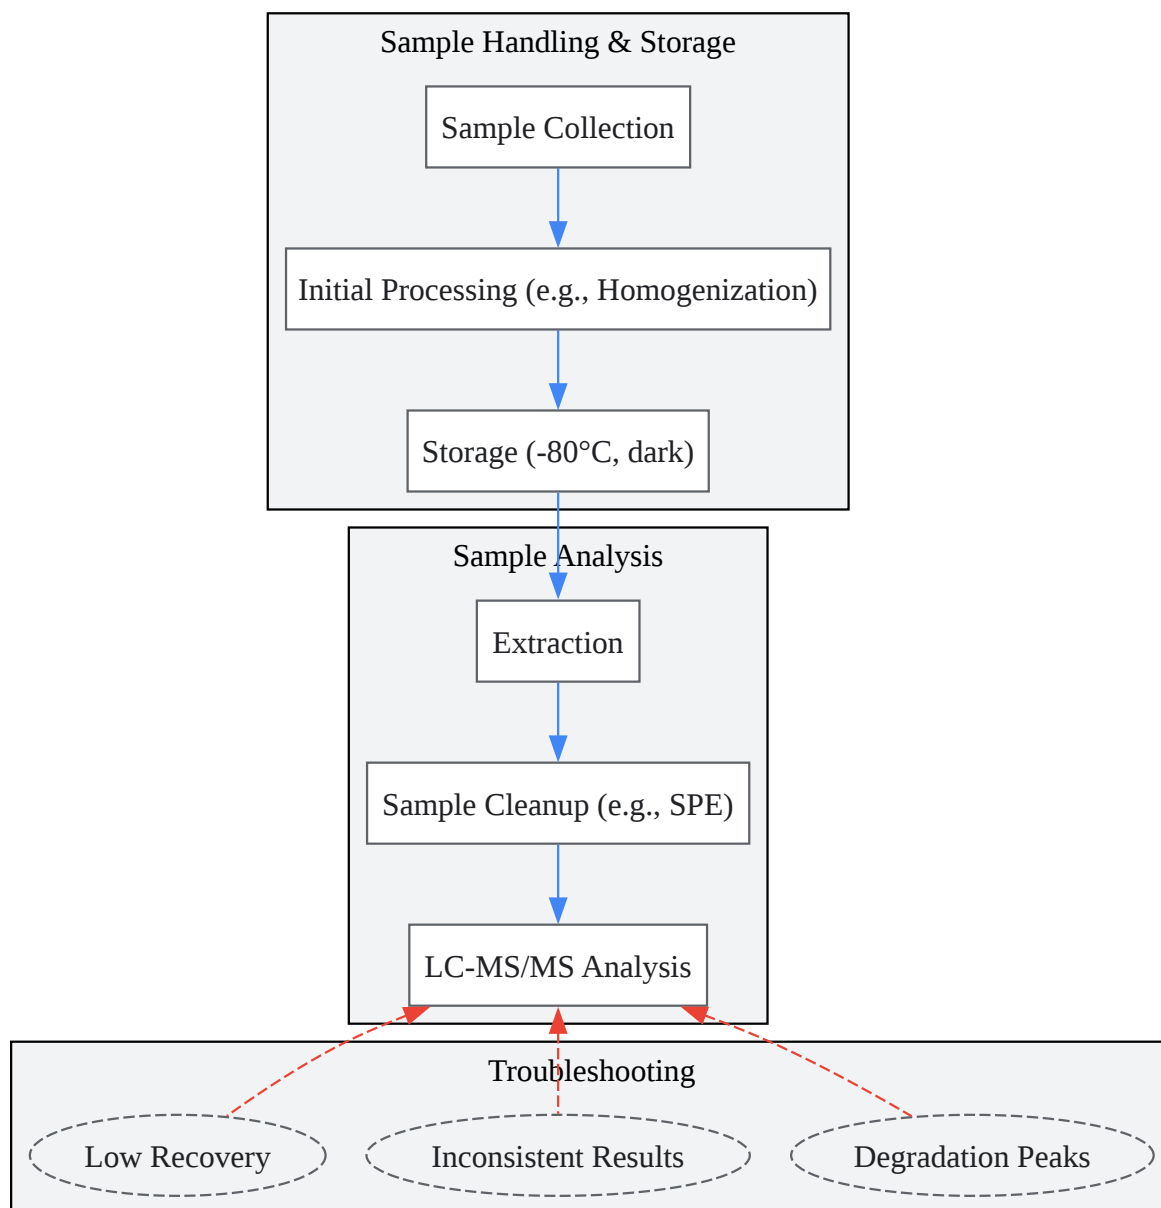 Sample Handling & Storage
Sample Collection
Initial Processing (e.g., Homogenization)
Storage (-80°C, dark)
Sample Analysis
Extraction
Sample Cleanup (e.g., SPE)
LC-MS/MS Analysis
Troubleshooting
Low Recovery
Inconsistent Results
Degradation Peaks